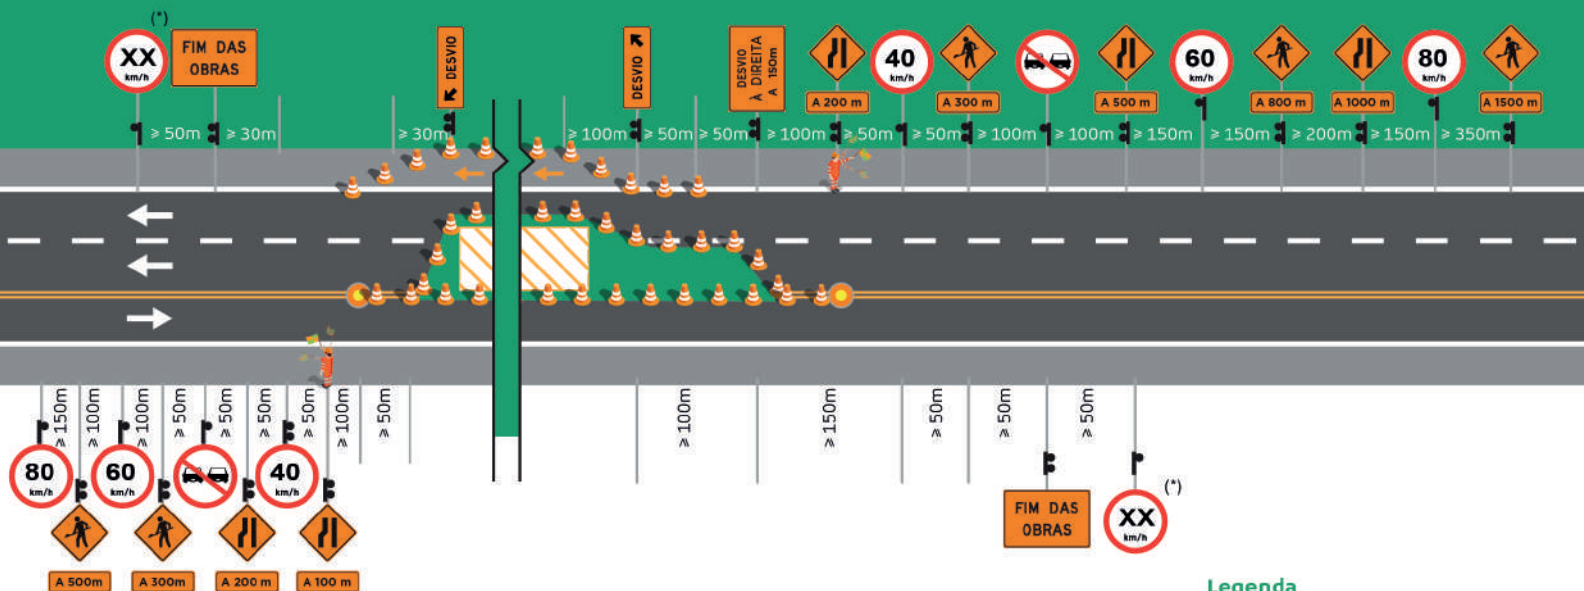 (*)
XX
km/h
FIM DAS
OBRAS
DESVIO
DESVIO
DESVIO
À DIREITA
A 150m
A 200 m
40
km/h
A 300 m
A 500 m
60
km/h
A 800 m
A 1000 m
80
km/h
A 1500 m
⩾ 50m
⩾ 30m
⩾ 30m
⩾ 100m
⩾ 50m
⩾ 50m
⩾ 100m
⩾ 50m
⩾ 50m
⩾ 100m
⩾ 100m
⩾ 150m
⩾ 150m
⩾ 200m
⩾ 150m
⩾ 350m
⩾ 150m
⩾ 100m
⩾ 100m
⩾ 50m
⩾ 50m
⩾ 50m
⩾ 50m
⩾ 100m
⩾ 50m
⩾ 100m
⩾ 150m
⩾ 50m
⩾ 50m
⩾ 50m
80
km/h
60
km/h
40
km/h
A 500m
A 300m
A 200 m
A 100 m
FIM DAS
OBRAS
(*)
XX
km/h
Legenda